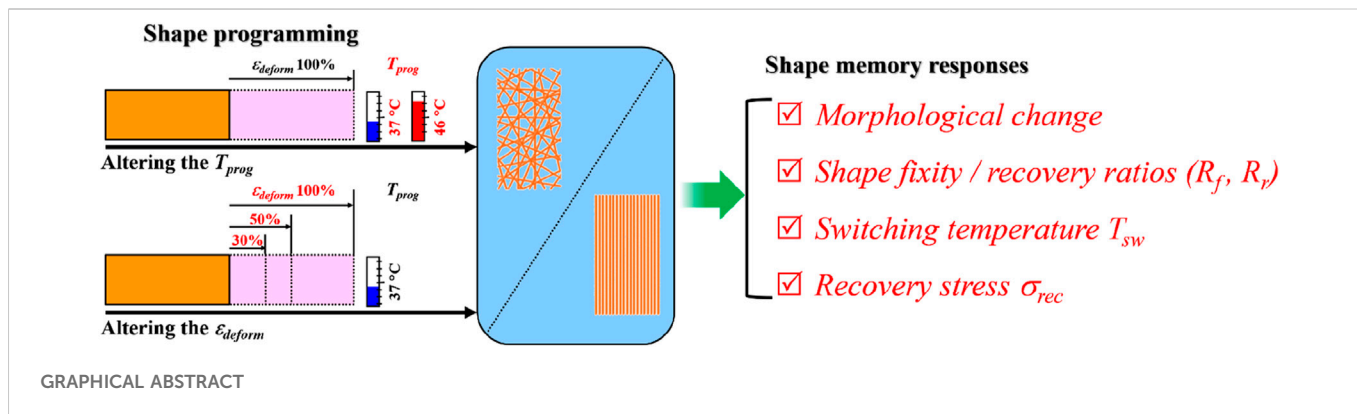 Shape programming
εdeform 100%
Tprog
37 °C
46 °C
Altering the Tprog
εdeform 100%
Tprog
50%
30%
37 °C
Altering the εdeform
Shape memory responses
☑ Morphological change
☑ Shape fixity / recovery ratios (Rf, Rr)
☑ Switching temperature Tsw
☑ Recovery stress σrec
GRAPHICAL ABSTRACT